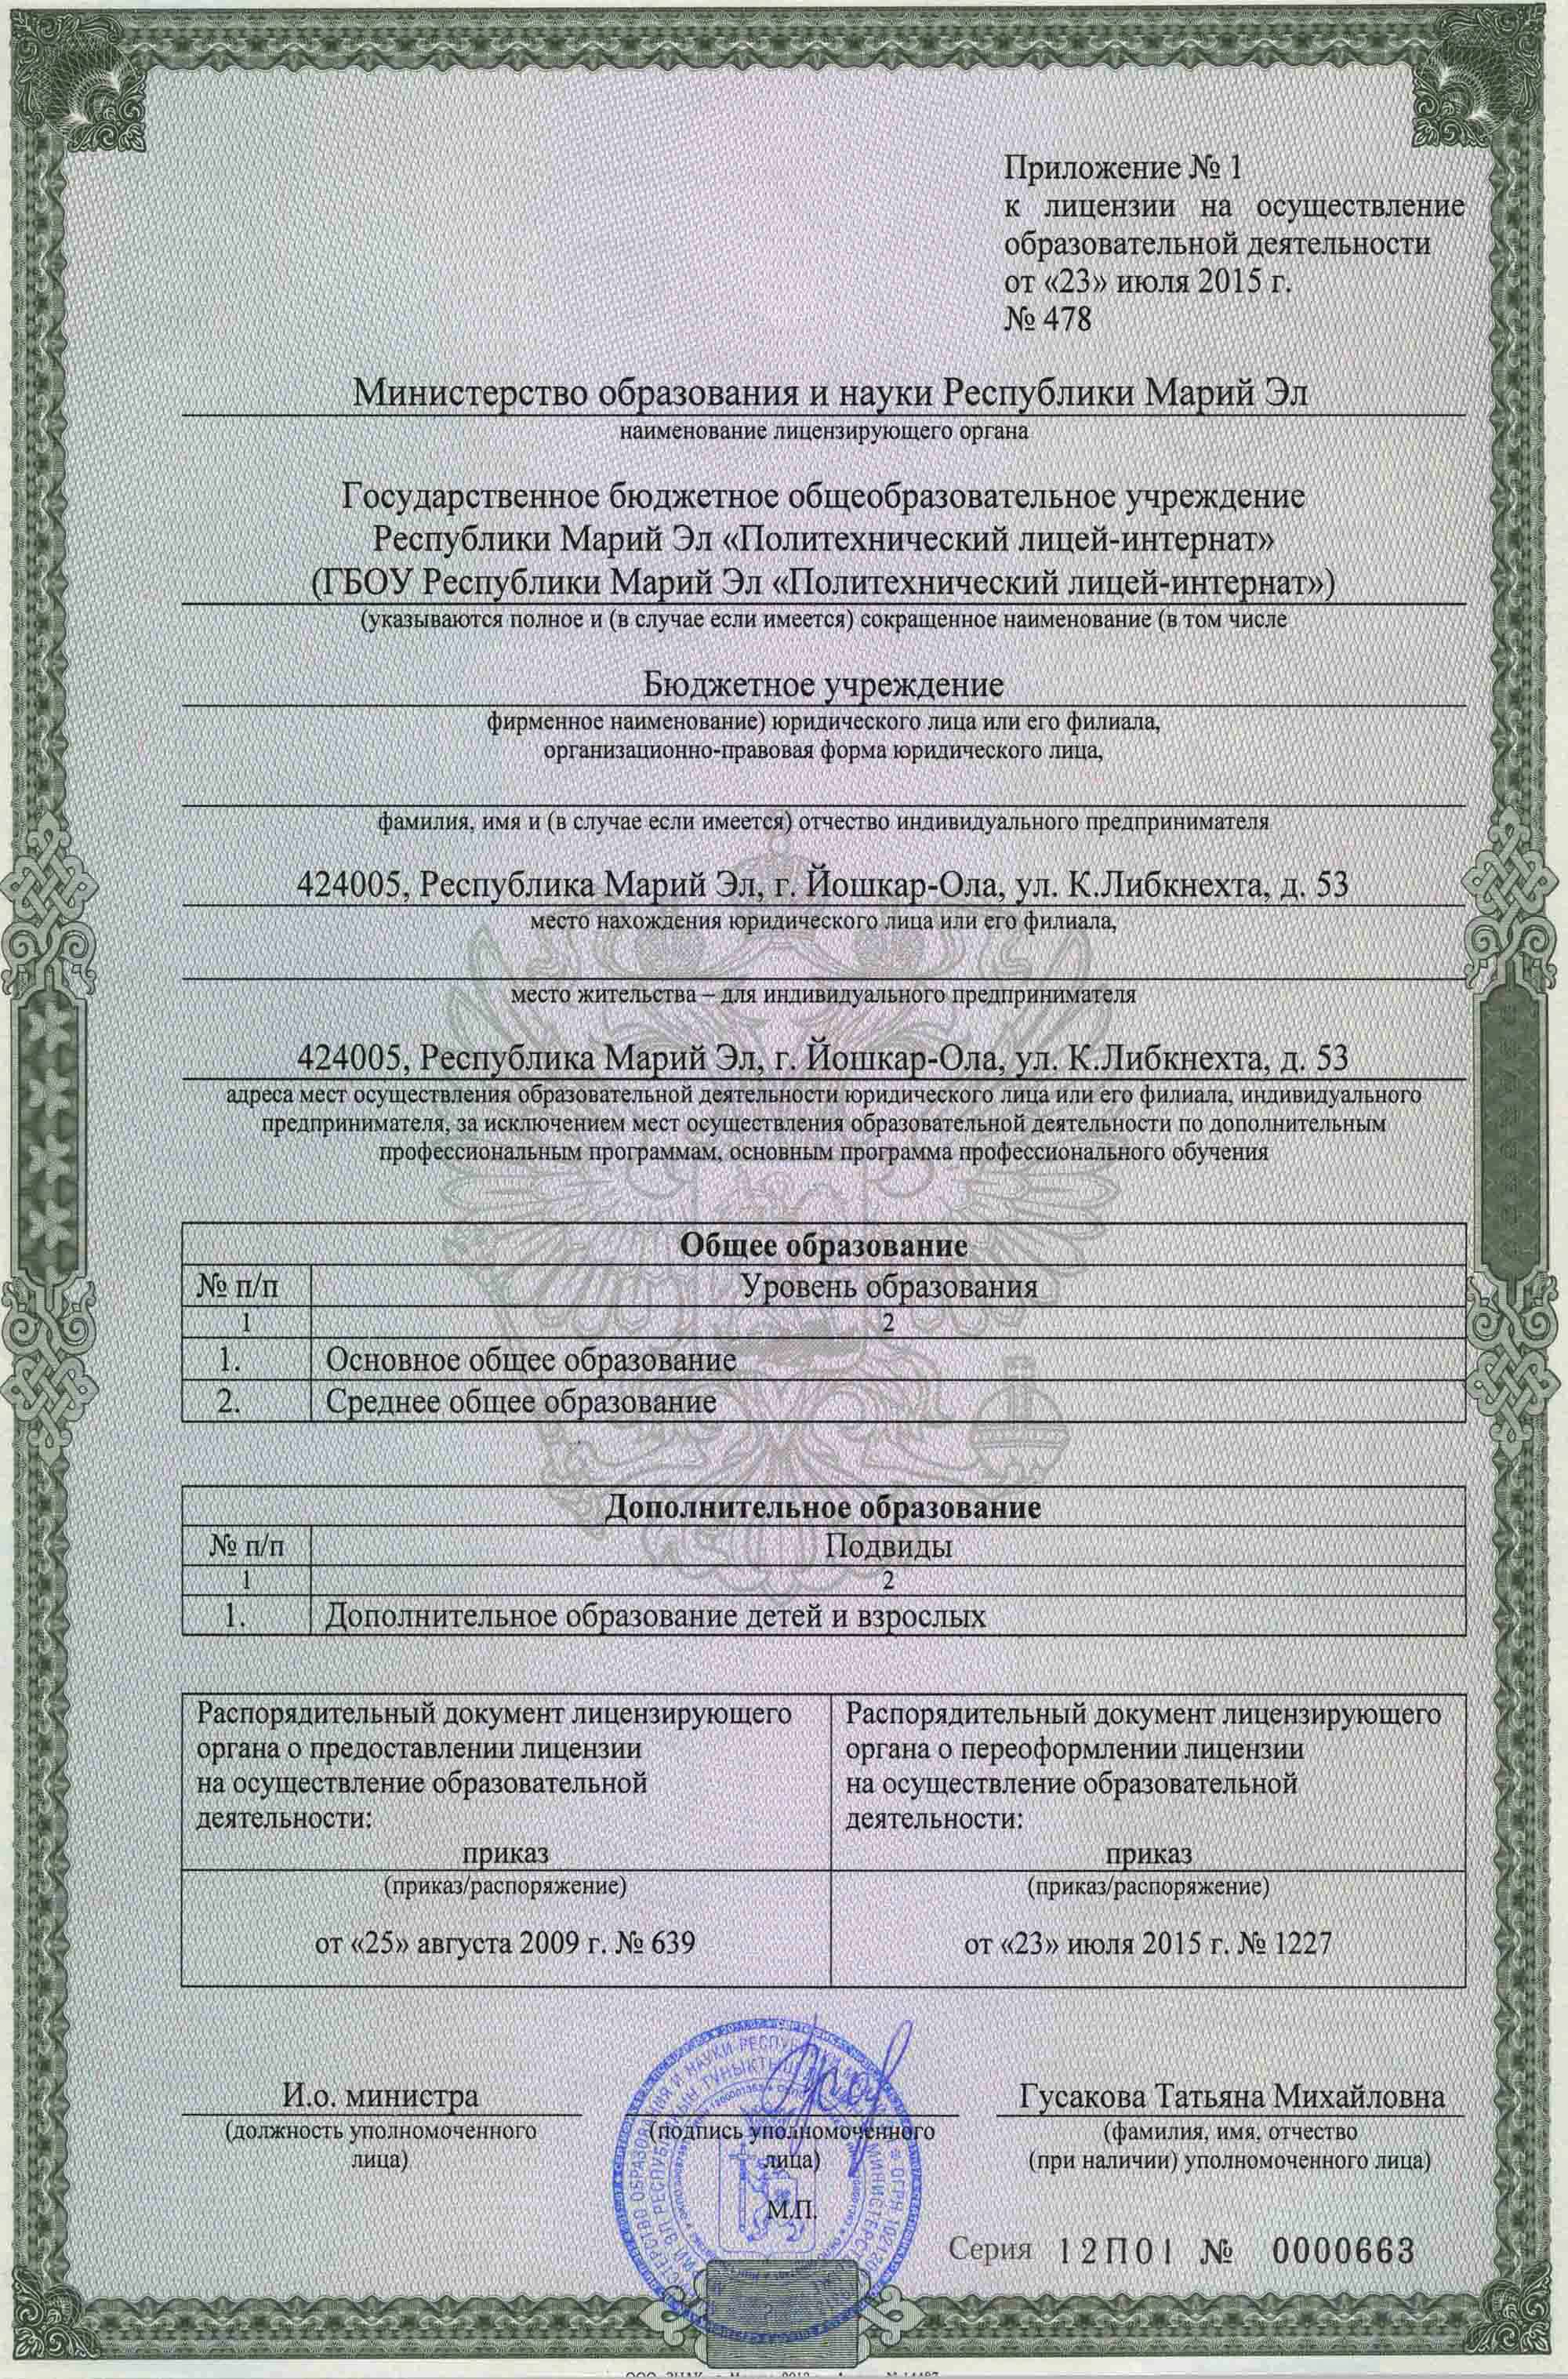 Приложение № 1
к лицензии на осуществление
образовательной деятельности
от «23» июля 2015 г.
№ 478
Министерство образования и науки Республики Марий Эл
наименование лицензирующего органа
Государственное бюджетное общеобразовательное учреждение
Республики Марий Эл «Политехнический лицей-интернат»
(ГБОУ Республики Марий Эл «Политехнический лицей-интернат»)
(указываются полное и (в случае если имеется) сокращенное наименование (в том числе
Бюджетное учреждение
фирменное наименование) юридического лица или его филиала,
организационно-правовая форма юридического лица,
фамилия, имя и (в случае если имеется) отчество индивидуального предпринимателя
424005, Республика Марий Эл, г. Йошкар-Ола, ул. К.Либкнехта, д. 53
место нахождения юридического лица или его филиала,
место жительства – для индивидуального предпринимателя
424005, Республика Марий Эл, г. Йошкар-Ола, ул. К.Либкнехта, д. 53
адреса мест осуществления образовательной деятельности юридического лица или его филиала, индивидуального
предпринимателя, за исключением мест осуществления образовательной деятельности по дополнительным
профессиональным программам, основным программа профессионального обучения
Общее образование
№ п/п Уровень образования
1 2
1. Основное общее образование
2. Среднее общее образование
Дополнительное образование
№ п/п Подвиды
1 2
1. Дополнительное образование детей и взрослых
Распорядительный документ лицензирующего
органа о предоставлении лицензии
на осуществление образовательной
деятельности:
приказ
(приказ/распоряжение)
от «25» августа 2009 г. № 639
Распорядительный документ лицензирующего
органа о переоформлении лицензии
на осуществление образовательной
деятельности:
приказ
(приказ/распоряжение)
от «23» июля 2015 г. № 1227
И.о. министра
(должность уполномоченного
лица)
(подпись уполномоченного
лица)
М.П.
Гусакова Татьяна Михайловна
(фамилия, имя, отчество
(при наличии) уполномоченного лица)
Серия 12П01 № 0000663